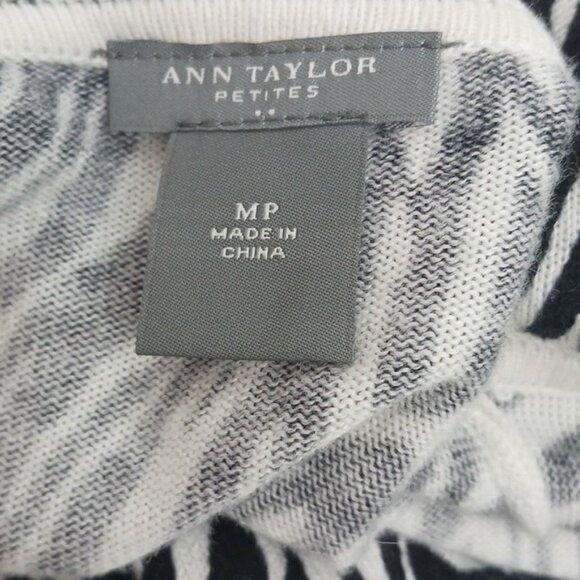 ANN TAYLOR
PETITES
MP
MADE IN
CHINA